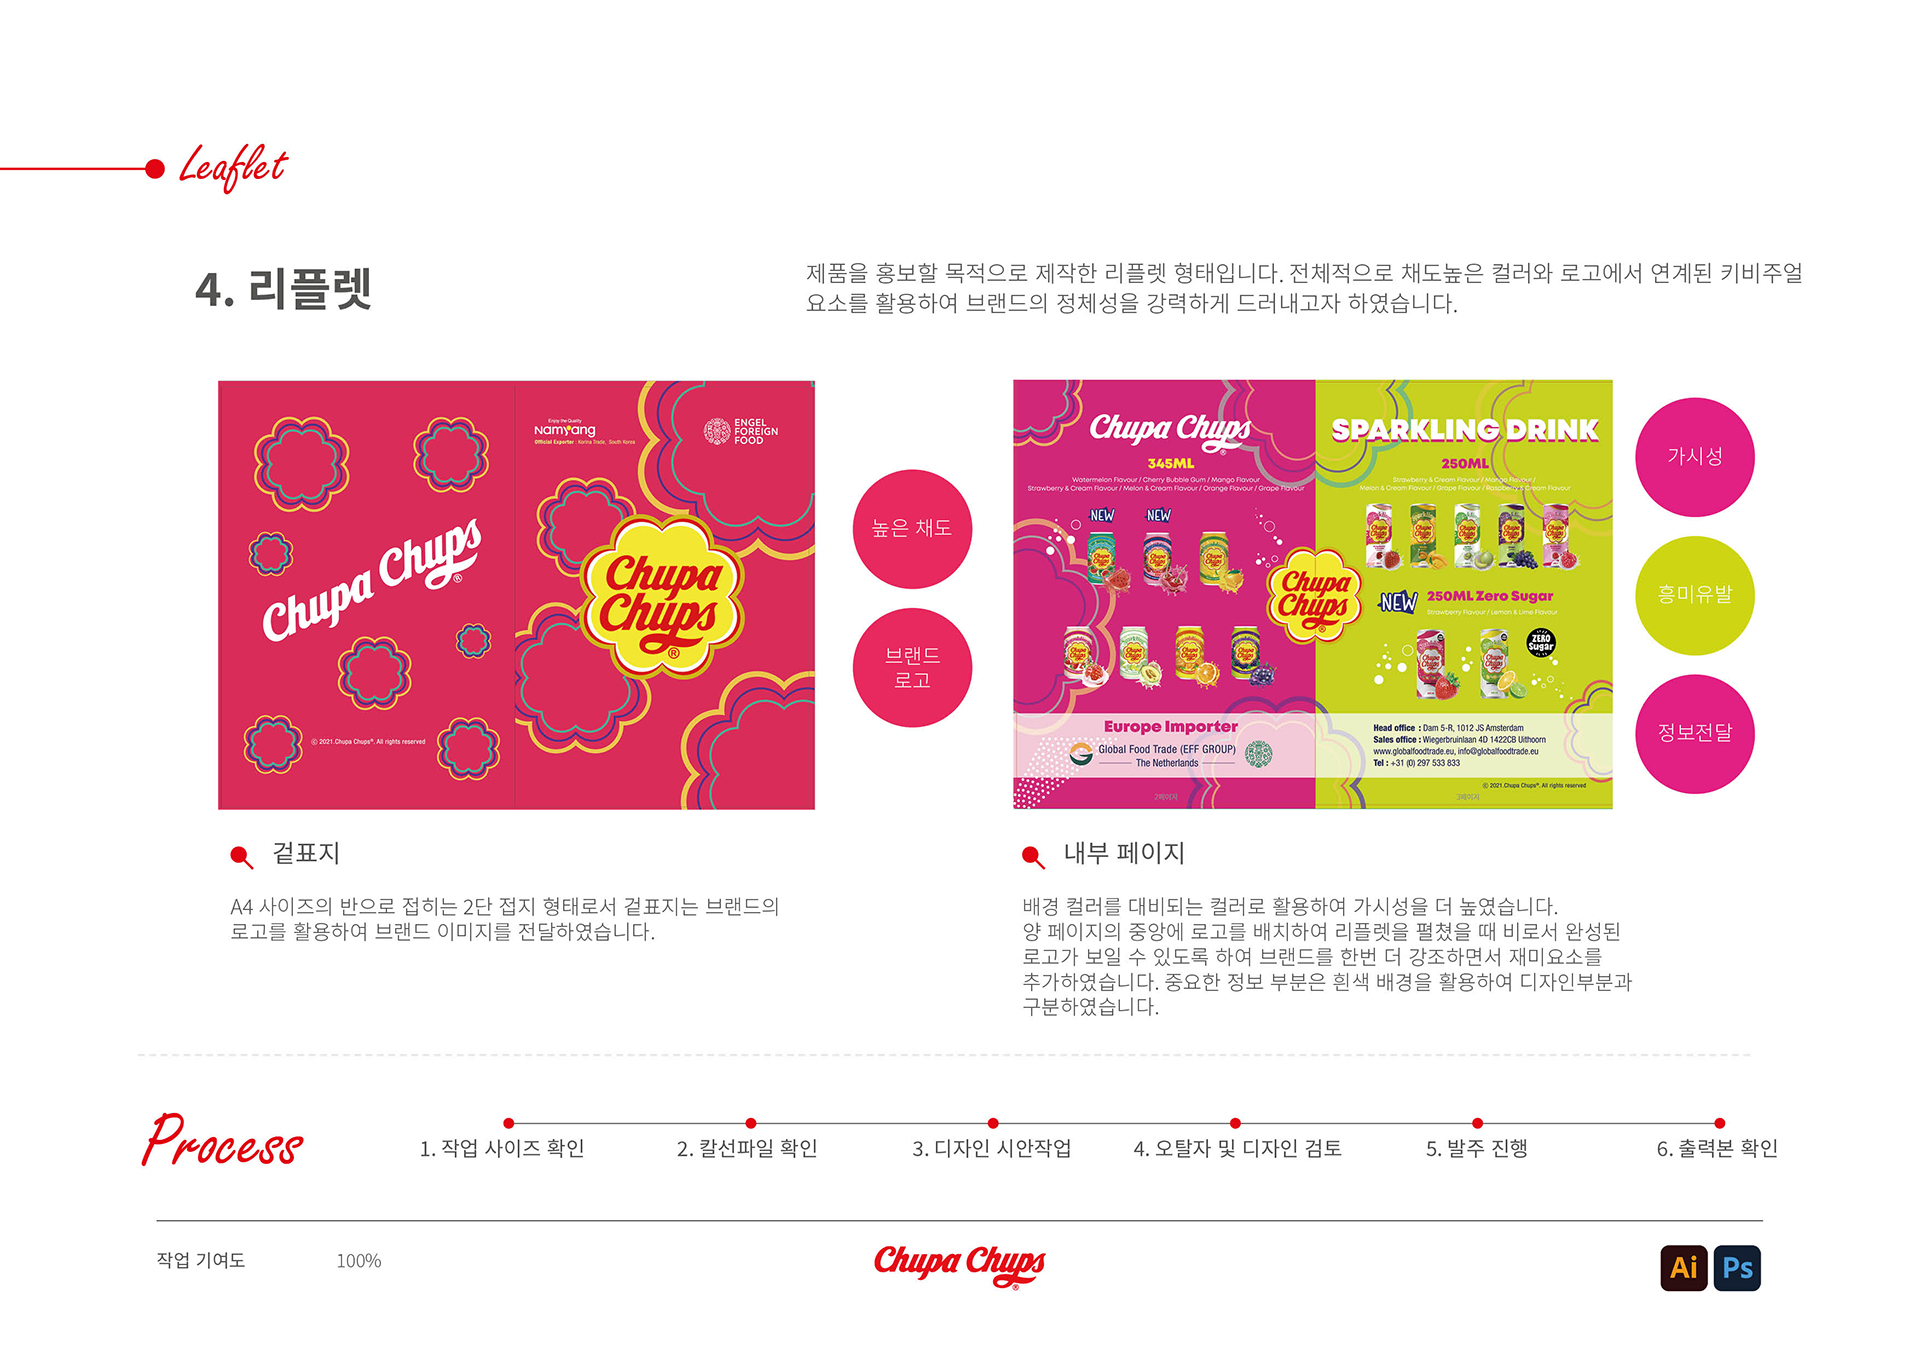 Leaflet
4. 리플렛
제품을 홍보할 목적으로 제작한 리플렛 형태입니다. 전체적으로 채도높은 컬러와 로고에서 연계된 키비주얼
요소를 활용하여 브랜드의 정체성을 강력하게 드러내고자 하였습니다.
Chupa Chups
®
ⓒ 2021.Chupa Chups®. All rights reserved
Enjoy the Quality
Namyang
Official Exporter : Korina Trade, South Korea
ENGEL
FOREIGN
FOOD
Chupa
Chups
®
높은 채도
브랜드
로고
Chupa Chups
®
345ML
Watermelon Flavour / Cherry Bubble Gum / Mango Flavour
Strawberry & Cream Flavour / Melon & Cream Flavour / Orange Flavour / Grape Flavour
NEW
NEW
SPARKLING DRINK
250ML
Strawberry & Cream Flavour / Mango Flavour /
Melon & Cream Flavour / Grape Flavour / Raspberry & Cream Flavour
Chupa
Chups
®
NEW
250ML Zero Sugar
Strawberry Flavour / Lemon & Lime Flavour
ZERO
Sugar
Europe Importer
Global Food Trade (EFF GROUP)
The Netherlands
2페이지
Head office : Dam 5-R, 1012 JS Amsterdam
Sales office : Wiegerbruinlaan 4D 1422CB Uithoorn
www.globalfoodtrade.eu, info@globalfoodtrade.eu
Tel : +31 (0) 297 533 833
ⓒ 2021.Chupa Chups®. All rights reserved
3페이지
가시성
흥미유발
정보전달
겉표지
A4 사이즈의 반으로 접히는 2단 접지 형태로서 겉표지는 브랜드의
로고를 활용하여 브랜드 이미지를 전달하였습니다.
내부 페이지
배경 컬러를 대비되는 컬러로 활용하여 가시성을 더 높였습니다.
양 페이지의 중앙에 로고를 배치하여 리플렛을 펼쳤을 때 비로서 완성된
로고가 보일 수 있도록 하여 브랜드를 한번 더 강조하면서 재미요소를
추가하였습니다. 중요한 정보 부분은 흰색 배경을 활용하여 디자인부분과
구분하였습니다.
Process
1. 작업 사이즈 확인
2. 칼선파일 확인
3. 디자인 시안작업
4. 오탈자 및 디자인 검토
5. 발주 진행
6. 출력본 확인
작업 기여도
100%
Chupa Chups
®
Ai
Ps